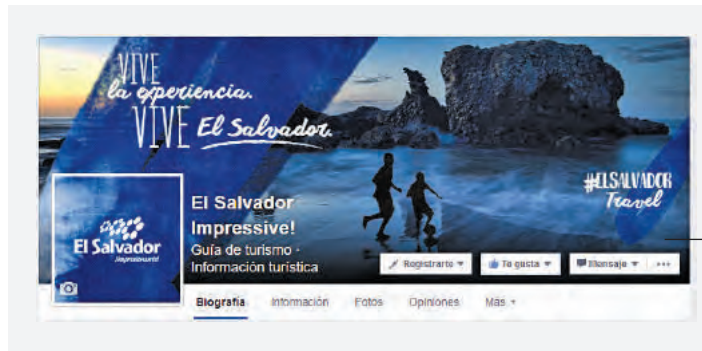 VIVE
la experiencia.
VIVE El Salvador.
#ELSALVADOR
Travel
El Salvador
El Salvador
Impressive!
Guía de turismo ·
Información turística
Registrarte
Te gusta
Mensaje
Biografía Información Fotos Opiniones Más